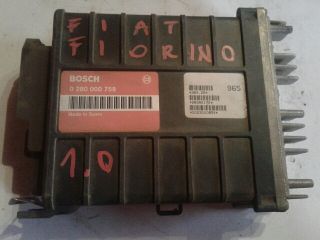 FIAT
FIORINO
BOSCH
0 280 000 758
Made in Spain
965
1.0